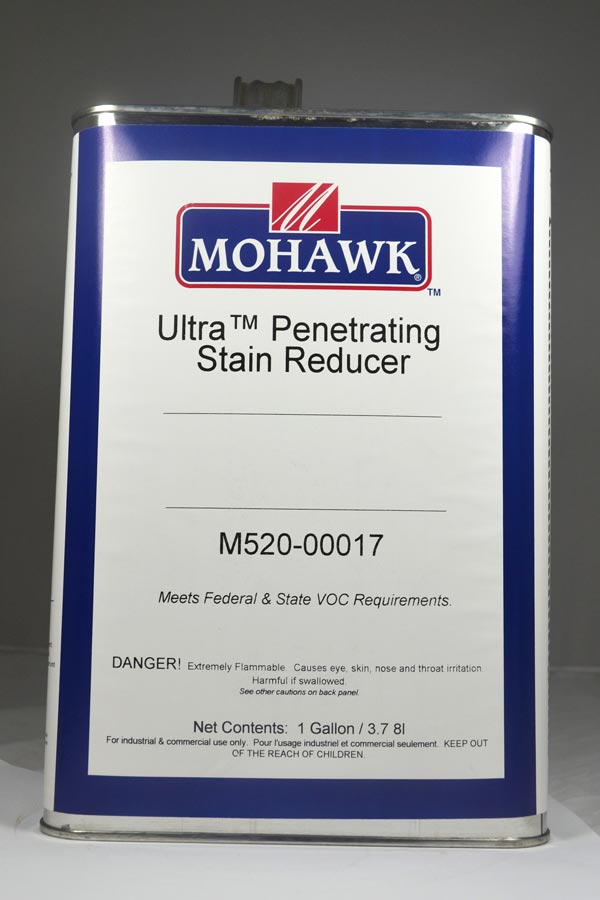 MOHAWK®
TM
Ultra™ Penetrating
Stain Reducer
M520-00017
Meets Federal & State VOC Requirements.
DANGER! Extremely Flammable. Causes eye, skin, nose and throat irritation.
Harmful if swallowed.
See other cautions on back panel.
Net Contents: 1 Gallon / 3.7 8l
For industrial & commercial use only. Pour l'usage industriel et commercial seulement. KEEP OUT
OF THE REACH OF CHILDREN.